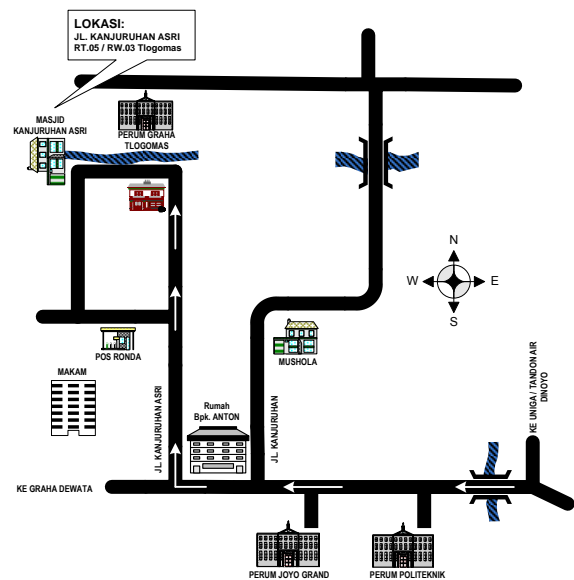 LOKASI:
JL. KANJURUHAN ASRI
RT.05 / RW.03 Tlogomas
MASJID
KANJURUHAN ASRI
PERUM GRAHA
TLOGOMAS
N
W
E
S
POS RONDA
MUSHOLA
MAKAM
JL. KANJURUHAN ASRI
Rumah
Bpk. ANTON
JL. KANJURUHAN
KE UNIGA / TANDON AIR
DINOYO
KE GRAHA DEWATA
PERUM JOYO GRAND
PERUM POLITEKNIK